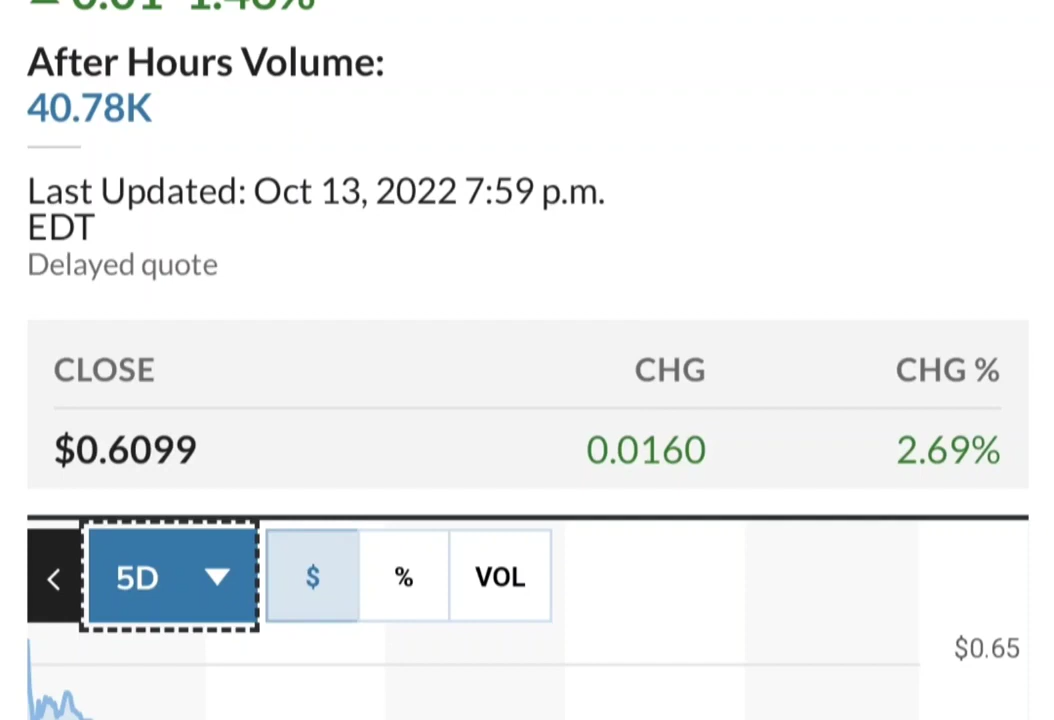 After Hours Volume:
40.78K
Last Updated: Oct 13, 2022 7:59 p.m.
EDT
Delayed quote
CLOSE CHG CHG %
$0.6099 0.0160 2.69%
5D $ % VOL
$0.65